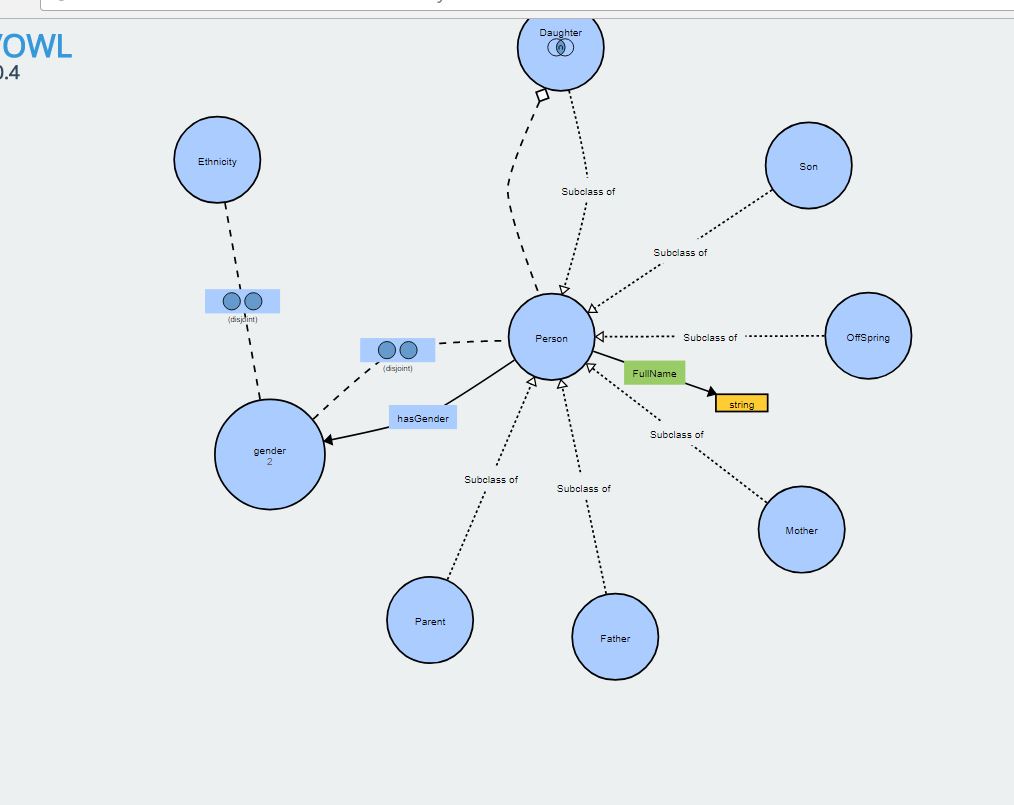 OWL
0.4
Daughter
Ethnicity
Son
Subclass of
Subclass of
(disjoint)
Person
Subclass of
OffSpring
(disjoint)
FullName
string
hasGender
Subclass of
gender
2
Subclass of
Subclass of
Mother
Parent
Father